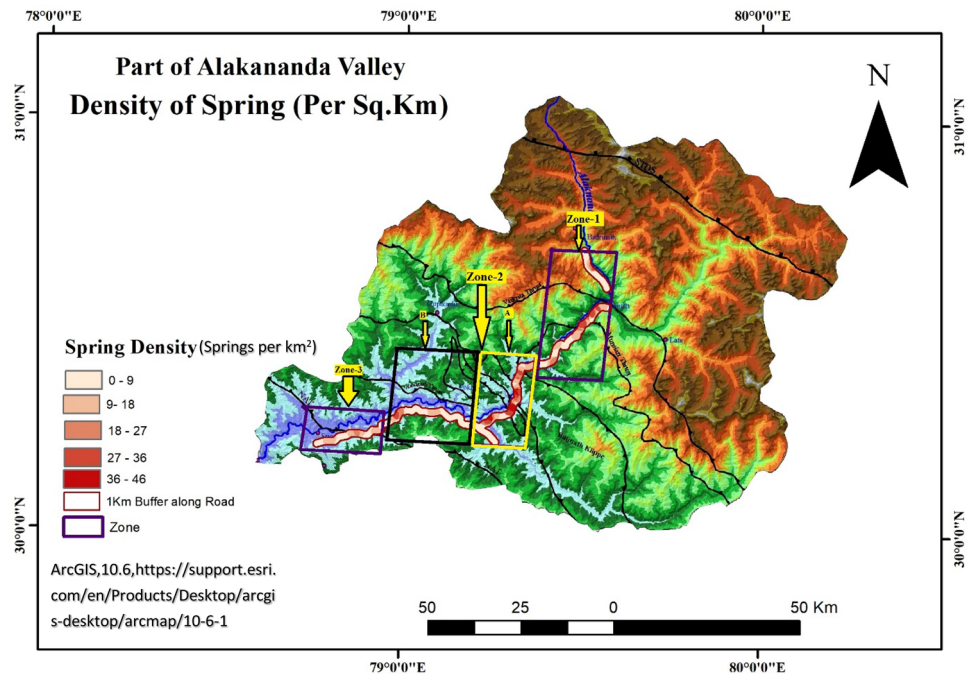 78°0'0"E
79°0'0"E
80°0'0"E
Part of Alakananda Valley
Density of Spring (Per Sq.Km)
N
31°0'0"N
31°0'0"N
STDS
Zone-1
Badrinath
Zone-2
B
A
Lata
Spring Density (Springs per km²)
0 - 9
9- 18
18 - 27
27 - 36
36 - 46
1Km Buffer along Road
Zone
Zone-3
30°0'0"N
30°0'0"N
ArcGIS,10.6,https://support.esri.
com/en/Products/Desktop/arcgi
s-desktop/arcmap/10-6-1
50 25 0 50 Km
79°0'0"E
80°0'0"E